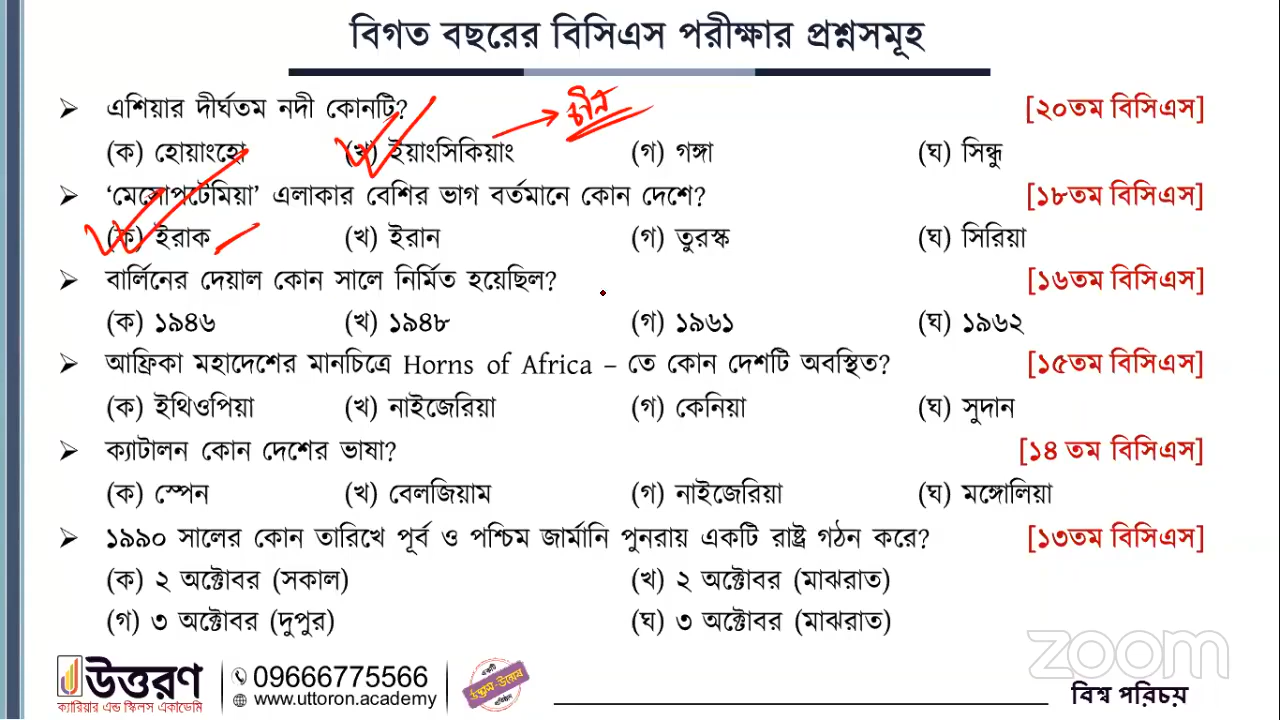 বিগত বছরের বিসিএস পরীক্ষার প্রশ্নসমূহ
➢ এশিয়ার দীর্ঘতম নদী কোনটি? [২০তম বিসিএস]
(ক) হোয়াংহো (খ) ইয়াংসিকিয়াং (গ) গঙ্গা (ঘ) সিন্ধু
চীন
➢ ‘মেসোপটেমিয়া’ এলাকার বেশির ভাগ বর্তমানে কোন দেশে? [১৮তম বিসিএস]
(ক) ইরাক (খ) ইরান (গ) তুরস্ক (ঘ) সিরিয়া
➢ বার্লিনের দেয়াল কোন সালে নির্মিত হয়েছিল? [১৬তম বিসিএস]
(ক) ১৯৪৬ (খ) ১৯৪৮ (গ) ১৯৬১ (ঘ) ১৯৬২
➢ আফ্রিকা মহাদেশের মানচিত্রে Horns of Africa – তে কোন দেশটি অবস্থিত? [১৫তম বিসিএস]
(ক) ইথিওপিয়া (খ) নাইজেরিয়া (গ) কেনিয়া (ঘ) সুদান
➢ ক্যাটালন কোন দেশের ভাষা? [১৪ তম বিসিএস]
(ক) স্পেন (খ) বেলজিয়াম (গ) নাইজেরিয়া (ঘ) মঙ্গোলিয়া
➢ ১৯৯০ সালের কোন তারিখে পূর্ব ও পশ্চিম জার্মানি পুনরায় একটি রাষ্ট্র গঠন করে? [১৩তম বিসিএস]
(ক) ২ অক্টোবর (সকাল) (খ) ২ অক্টোবর (মাঝরাত)
(গ) ৩ অক্টোবর (দুপুর) (ঘ) ৩ অক্টোবর (মাঝরাত)
zoom
উত্তরণ
ক্যারিয়ার এন্ড স্কিলস একাডেমি
09666775566
www.uttoron.academy
বিশ্ব পরিচয়